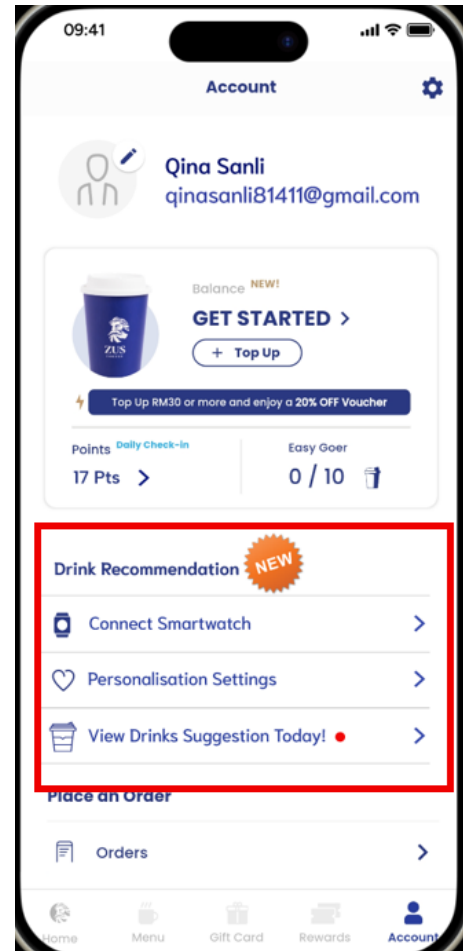 09:41
Account
Qina Sanli
qinasanli81411@gmail.com
Balance NEW!
GET STARTED >
+ Top Up
ZUS
Top Up RM30 or more and enjoy a 20% OFF Voucher
Points Daily Check-in
Easy Goer
17 Pts >
0 / 10
Drink Recommendation NEW
Connect Smartwatch >
Personalisation Settings >
View Drinks Suggestion Today! >
Place an Order
Orders >
Home Menu Gift Card Rewards Account